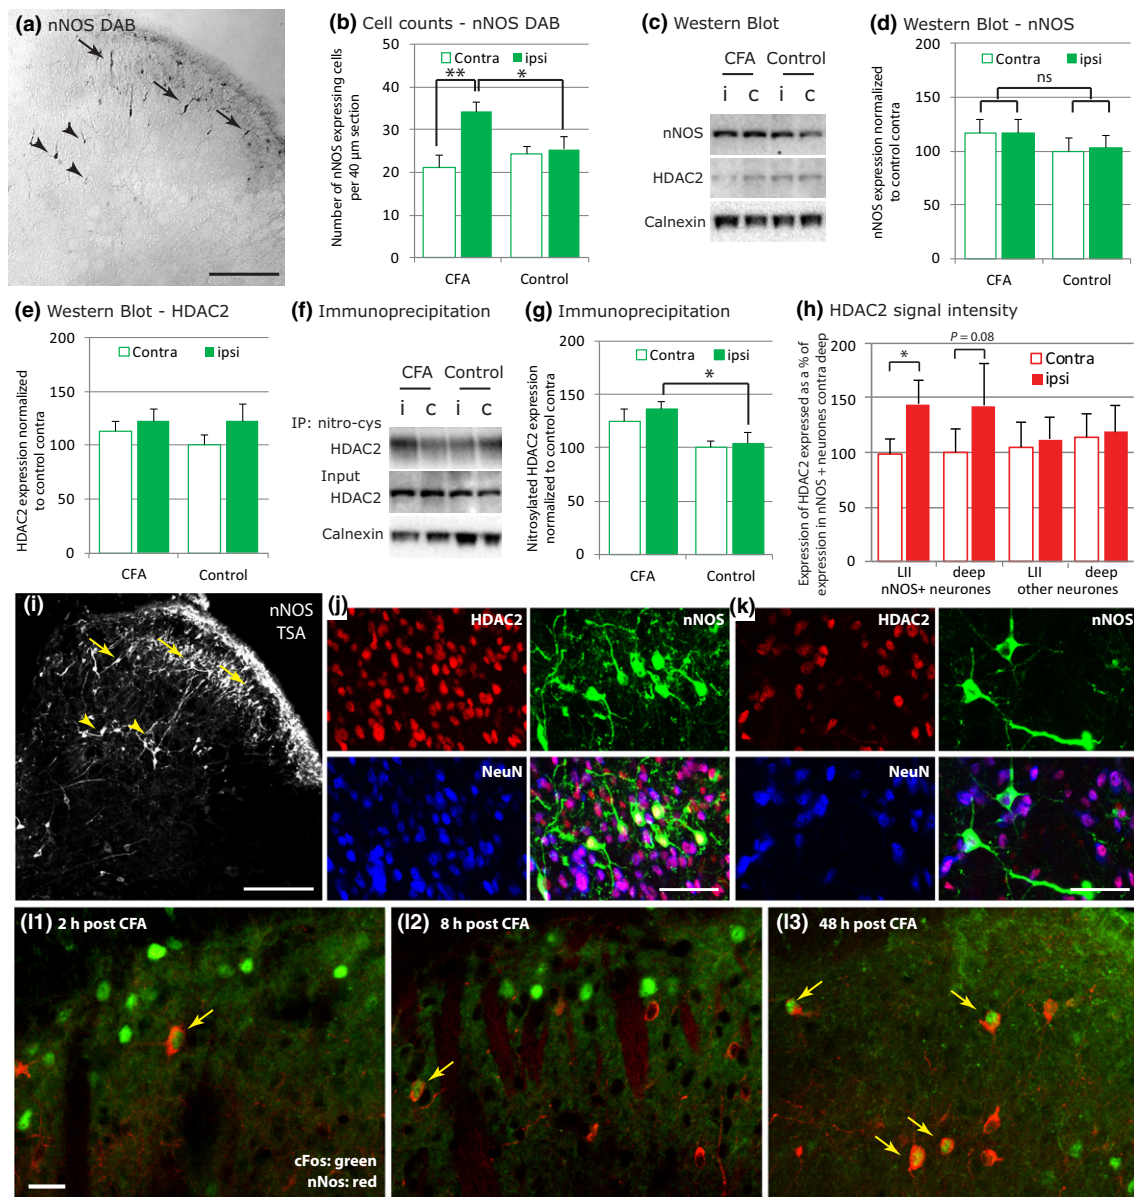 (a) nNOS DAB
(b) Cell counts - nNOS DAB
Number of nNOS expressing cells
per 40 µm section
50
40
30
20
10
0
Contra
ipsi
**
*
CFA
Control
(c) Western Blot
CFA Control
i c i c
nNOS
HDAC2
Calnexin
(d) Western Blot - nNOS
nNOS expression normalized
to control contra
200
150
100
50
0
Contra
ipsi
ns
CFA
Control
(e) Western Blot - HDAC2
HDAC2 expression normalized
to control contra
200
150
100
50
0
Contra
ipsi
CFA
Control
(f) Immunoprecipitation
CFA Control
i c i c
IP: nitro-cys
HDAC2
Input
HDAC2
Calnexin
(g) Immunoprecipitation
Nitrosylated HDAC2 expression
normalized to control contra
200
150
100
50
0
Contra
ipsi
*
CFA
Control
(h) HDAC2 signal intensity
Expression of HDAC2 expressed as a % of
expression in nNOS + neurones contra deep
200
150
100
50
0
*
P = 0.08
Contra
ipsi
LII deep LII deep
nNOS+ neurones other neurones
(i)
nNOS
TSA
(j)
HDAC2
nNOS
NeuN
(k)
HDAC2
nNOS
NeuN
(l1) 2 h post CFA
cFos: green
nNos: red
(l2) 8 h post CFA
(l3) 48 h post CFA